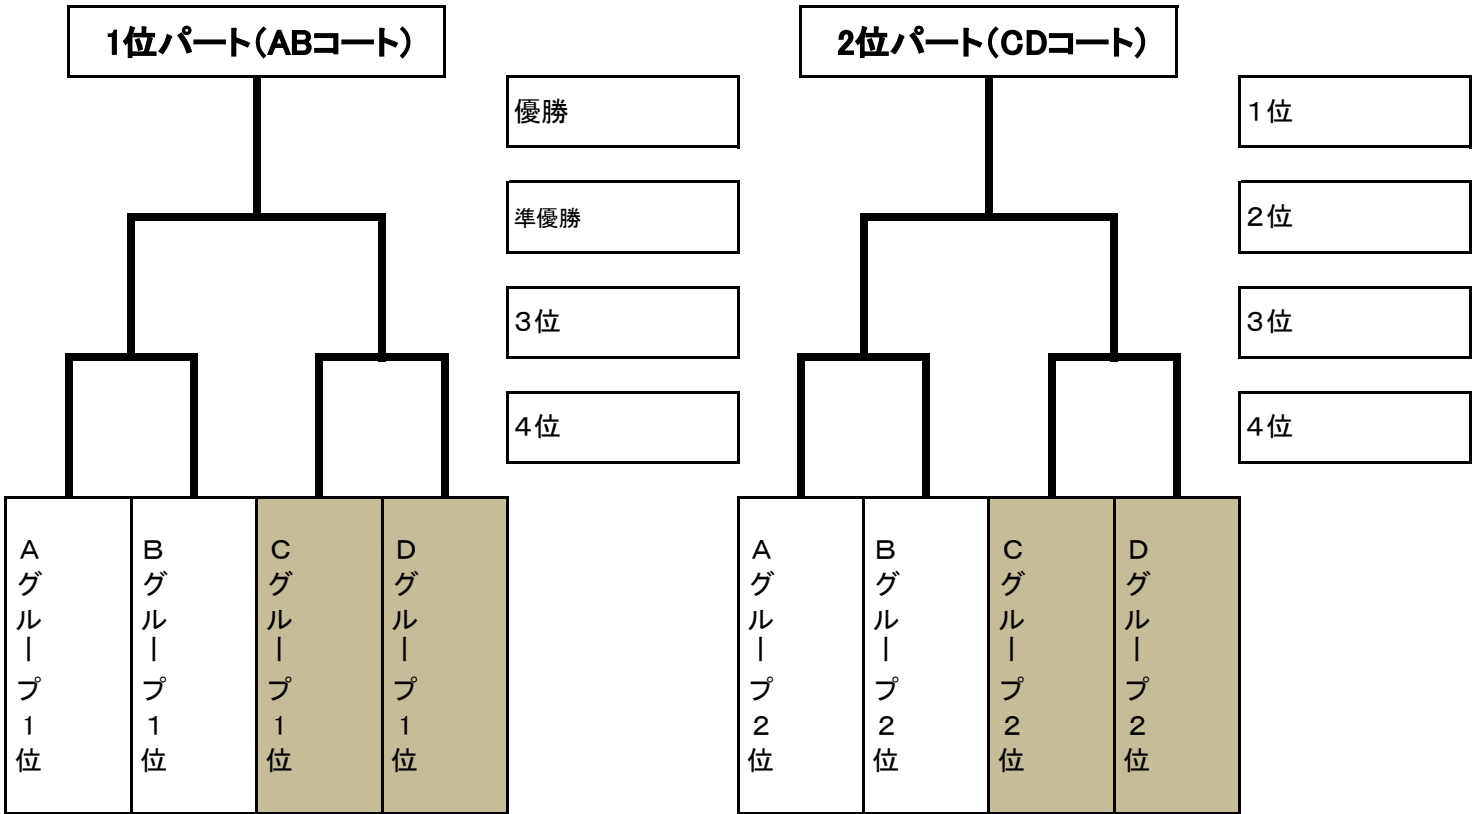 1位パート（ABコート）
優勝
準優勝
３位
４位
Aグループ1位
Bグループ1位
Cグループ1位
Dグループ1位
2位パート（CDコート）
１位
２位
３位
４位
Aグループ2位
Bグループ2位
Cグループ2位
Dグループ2位